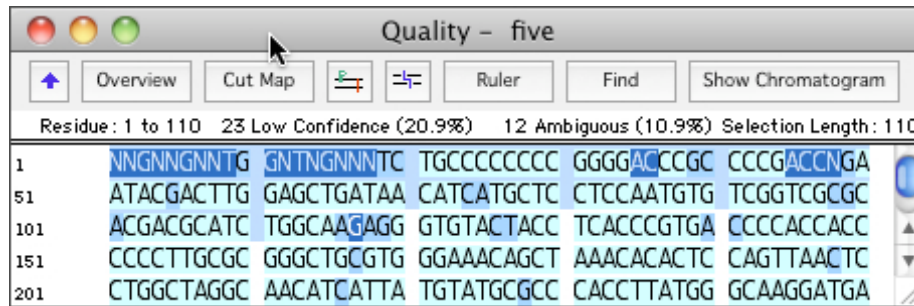 Quality – five
Overview Cut Map Ruler Find Show Chromatogram
Residue: 1 to 110 23 Low Confidence (20.9%) 12 Ambiguous (10.9%) Selection Length: 110
1 NNGNNGNNTG GNTNGNNNTC TGCCCCCCCC GGGGACCCGC CCCGACCNGA
51 ATACGACTTG GAGCTGATAA CATCATGCTC CTCCAATGTG TCGGTCGCGC
101 ACGACGCATC TGGCAAGAGG GTGTACTACC TCACCCGTGA CCCCACCACC
151 CCCCTTGCGC GGGCTGCGTG GGAAACAGCT AAACACACTC CAGTTAACTC
201 CTGGCTAGGC AACATCATTA TGTATGCGCC CACCTTATGG GCAAGGATGA